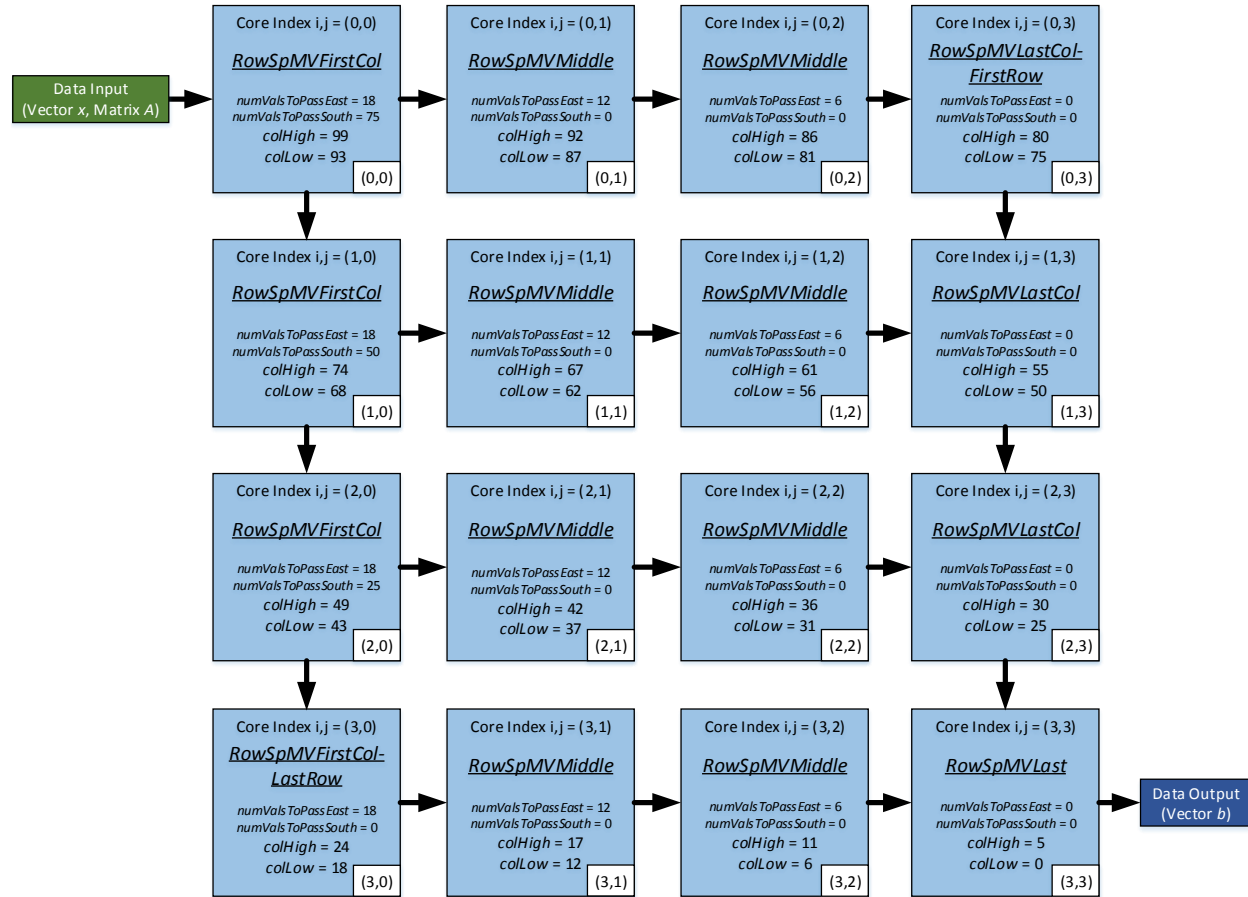 Data Input
(Vector x, Matrix A)
Core Index i,j = (0,0)
RowSpMVFirstCol
numValsToPassEast = 18
numValsToPassSouth = 75
colHigh = 99
colLow = 93
(0,0)
Core Index i,j = (0,1)
RowSpMVMiddle
numValsToPassEast = 12
numValsToPassSouth = 0
colHigh = 92
colLow = 87
(0,1)
Core Index i,j = (0,2)
RowSpMVMiddle
numValsToPassEast = 6
numValsToPassSouth = 0
colHigh = 86
colLow = 81
(0,2)
Core Index i,j = (0,3)
RowSpMVLastCol-
FirstRow
numValsToPassEast = 0
numValsToPassSouth = 0
colHigh = 80
colLow = 75
(0,3)
Core Index i,j = (1,0)
RowSpMVFirstCol
numValsToPassEast = 18
numValsToPassSouth = 50
colHigh = 74
colLow = 68
(1,0)
Core Index i,j = (1,1)
RowSpMVMiddle
numValsToPassEast = 12
numValsToPassSouth = 0
colHigh = 67
colLow = 62
(1,1)
Core Index i,j = (1,2)
RowSpMVMiddle
numValsToPassEast = 6
numValsToPassSouth = 0
colHigh = 61
colLow = 56
(1,2)
Core Index i,j = (1,3)
RowSpMVLastCol
numValsToPassEast = 0
numValsToPassSouth = 0
colHigh = 55
colLow = 50
(1,3)
Core Index i,j = (2,0)
RowSpMVFirstCol
numValsToPassEast = 18
numValsToPassSouth = 25
colHigh = 49
colLow = 43
(2,0)
Core Index i,j = (2,1)
RowSpMVMiddle
numValsToPassEast = 12
numValsToPassSouth = 0
colHigh = 42
colLow = 37
(2,1)
Core Index i,j = (2,2)
RowSpMVMiddle
numValsToPassEast = 6
numValsToPassSouth = 0
colHigh = 36
colLow = 31
(2,2)
Core Index i,j = (2,3)
RowSpMVLastCol
numValsToPassEast = 0
numValsToPassSouth = 0
colHigh = 30
colLow = 25
(2,3)
Core Index i,j = (3,0)
RowSpMVFirstCol-
LastRow
numValsToPassEast = 18
numValsToPassSouth = 0
colHigh = 24
colLow = 18
(3,0)
Core Index i,j = (3,1)
RowSpMVMiddle
numValsToPassEast = 12
numValsToPassSouth = 0
colHigh = 17
colLow = 12
(3,1)
Core Index i,j = (3,2)
RowSpMVMiddle
numValsToPassEast = 6
numValsToPassSouth = 0
colHigh = 11
colLow = 6
(3,2)
Core Index i,j = (3,3)
RowSpMVLast
numValsToPassEast = 0
numValsToPassSouth = 0
colHigh = 5
colLow = 0
(3,3)
Data Output
(Vector b)